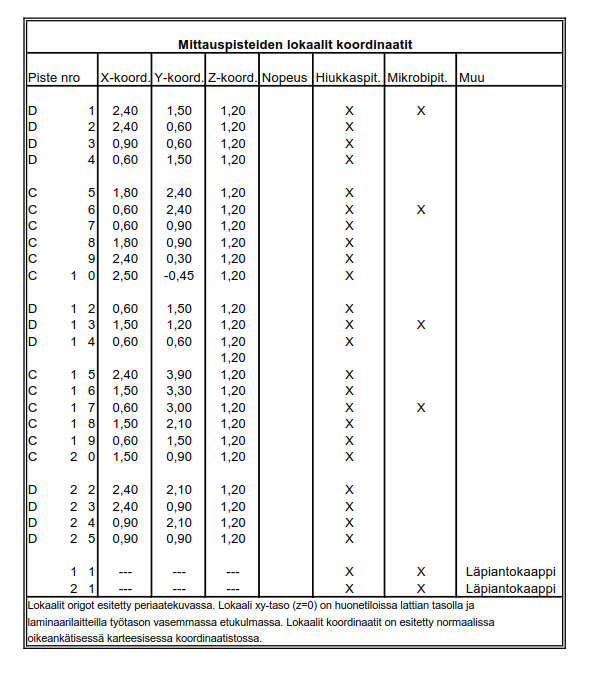 Mittauspisteiden lokaalit koordinaatit
Piste nro X-koord. Y-koord. Z-koord. Nopeus Hiukkaspit. Mikrobipit. Muu
D 1 2,40 1,50 1,20 X X
D 2 2,40 0,60 1,20 X
D 3 0,90 0,60 1,20 X
D 4 0,60 1,50 1,20 X
C 5 1,80 2,40 1,20 X
C 6 0,60 2,40 1,20 X X
C 7 0,60 0,90 1,20 X
C 8 1,80 0,90 1,20 X
C 9 2,40 0,30 1,20 X
C 1 0 2,50 -0,45 1,20 X
D 1 2 0,60 1,50 1,20 X
D 1 3 1,50 1,20 1,20 X X
D 1 4 0,60 0,60 1,20 X
1,20
C 1 5 2,40 3,90 1,20 X
C 1 6 1,50 3,30 1,20 X
C 1 7 0,60 3,00 1,20 X X
C 1 8 1,50 2,10 1,20 X
C 1 9 0,60 1,50 1,20 X
C 2 0 1,50 0,90 1,20 X
D 2 2 2,40 2,10 1,20 X
D 2 3 2,40 0,90 1,20 X
D 2 4 0,90 2,10 1,20 X
D 2 5 0,90 0,90 1,20 X
1 1 --- --- --- X X Läpiantokaappi
2 1 --- --- --- X X Läpiantokaappi
Lokaalit origot esitetty periaatekuvassa. Lokaali xy-taso (z=0) on huonetiloissa lattian tasolla ja
laminaarilaitteilla työtason vasemmassa etukulmassa. Lokaalit koordinaatit on esitetty normaalissa
oikeankätisessä karteesisessa koordinaatistossa.